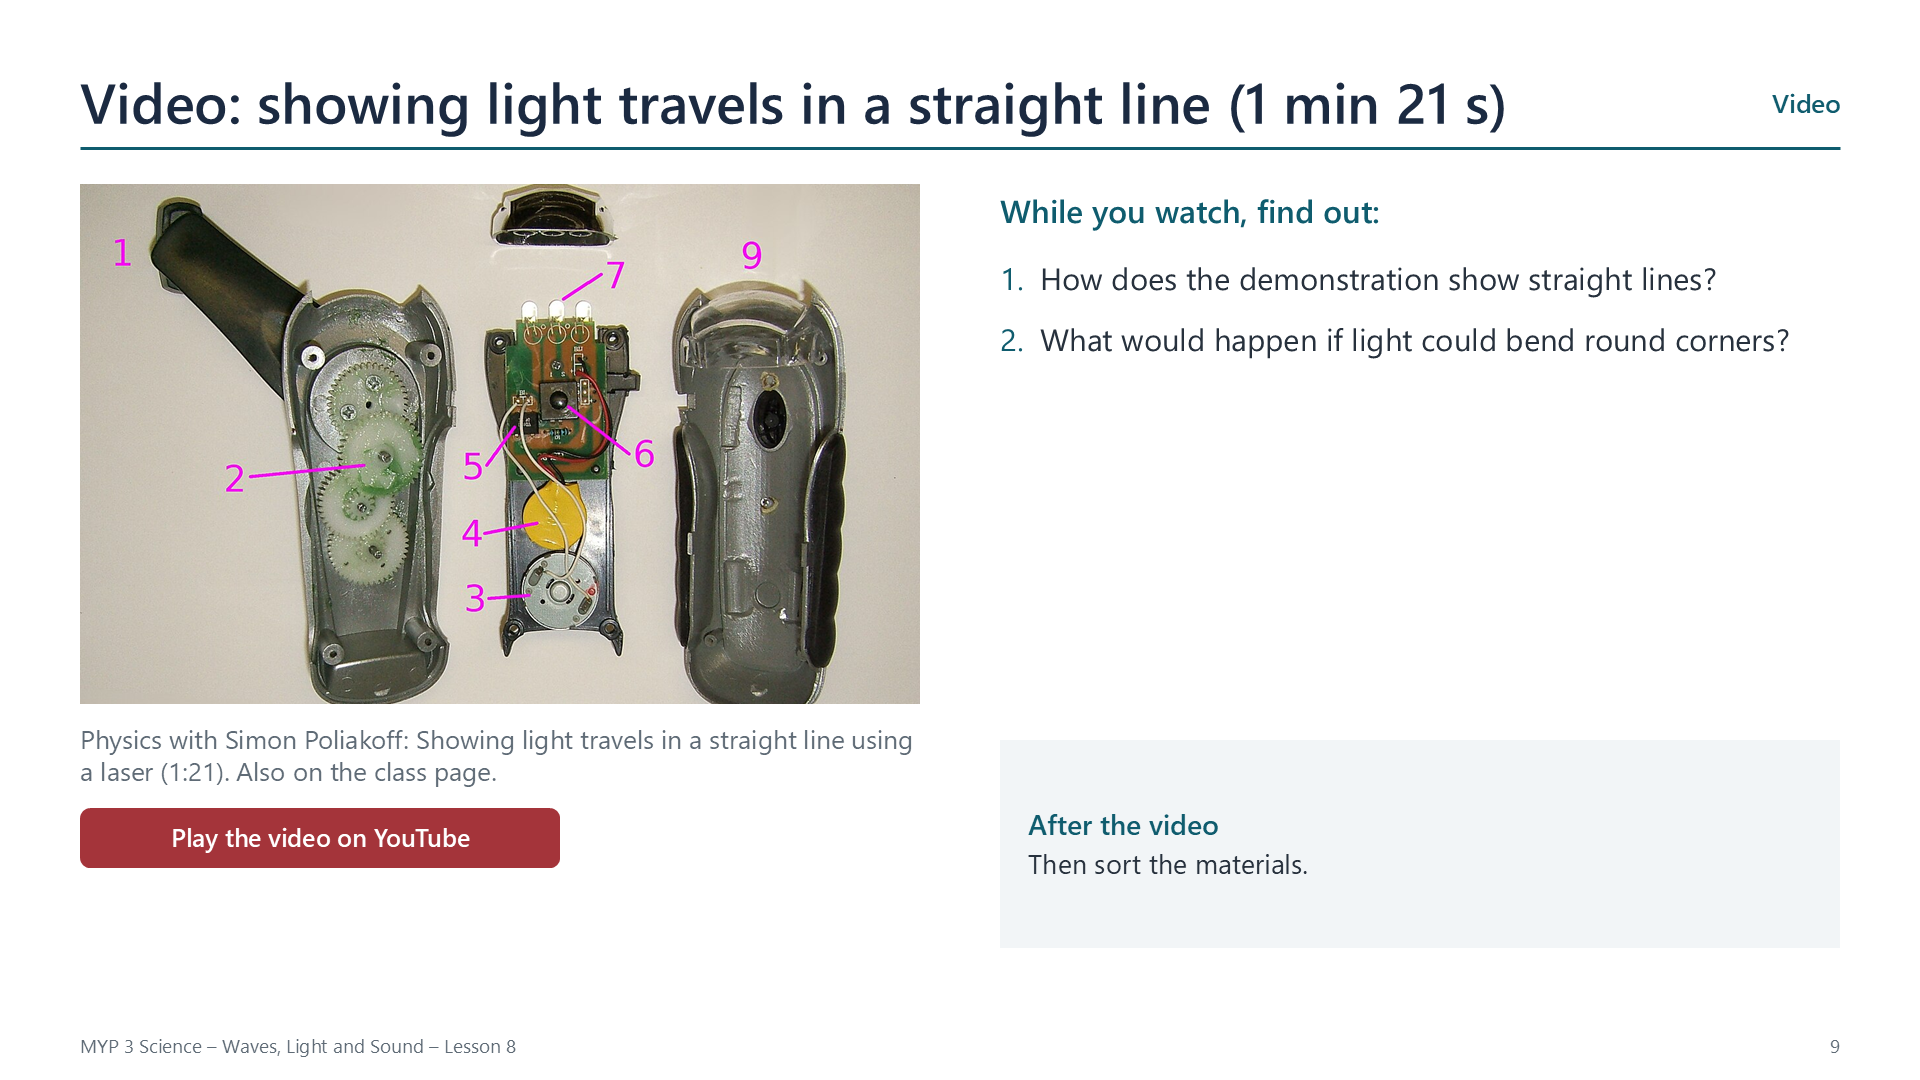 Video: showing light travels in a straight line (1 min 21 s)
Video
1
2
3
4
5
6
7
9
Physics with Simon Poliakoff: Showing light travels in a straight line using
a laser (1:21). Also on the class page.
Play the video on YouTube
While you watch, find out:
1. How does the demonstration show straight lines?
2. What would happen if light could bend round corners?
After the video
Then sort the materials.
MYP 3 Science – Waves, Light and Sound – Lesson 8
9